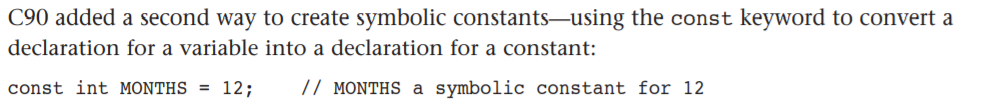 C90 added a second way to create symbolic constants—using the const keyword to convert a
declaration for a variable into a declaration for a constant:
const int MONTHS = 12;    // MONTHS a symbolic constant for 12